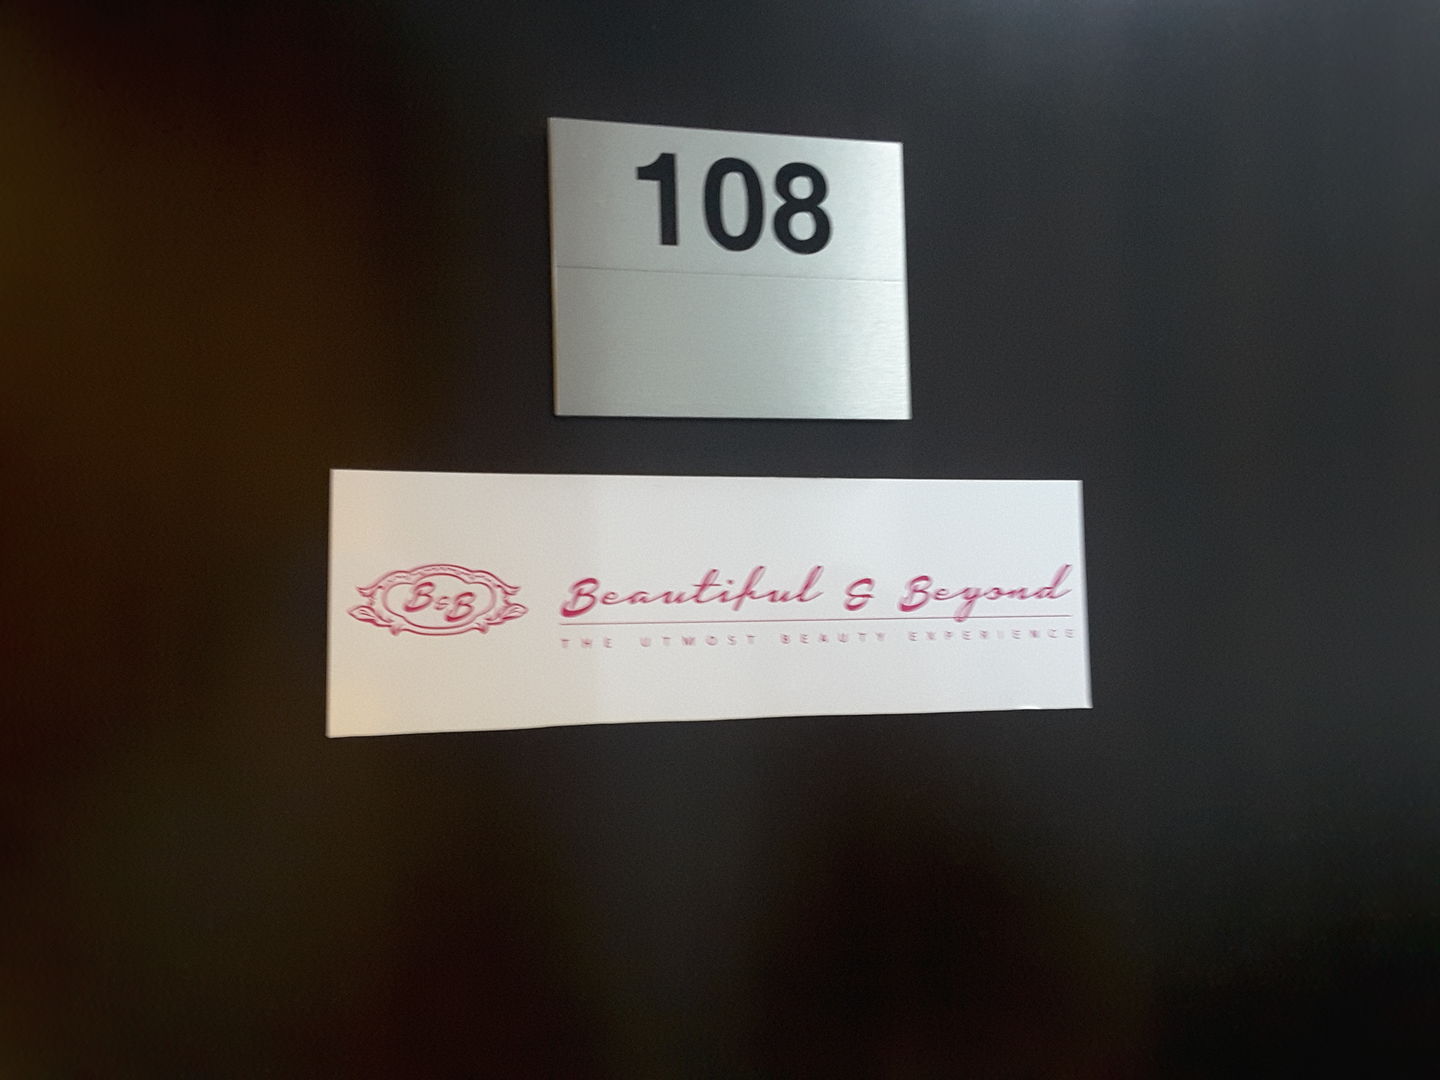 108
B&B
Beautiful & Beyond
THE UTMOST BEAUTY EXPERIENCE